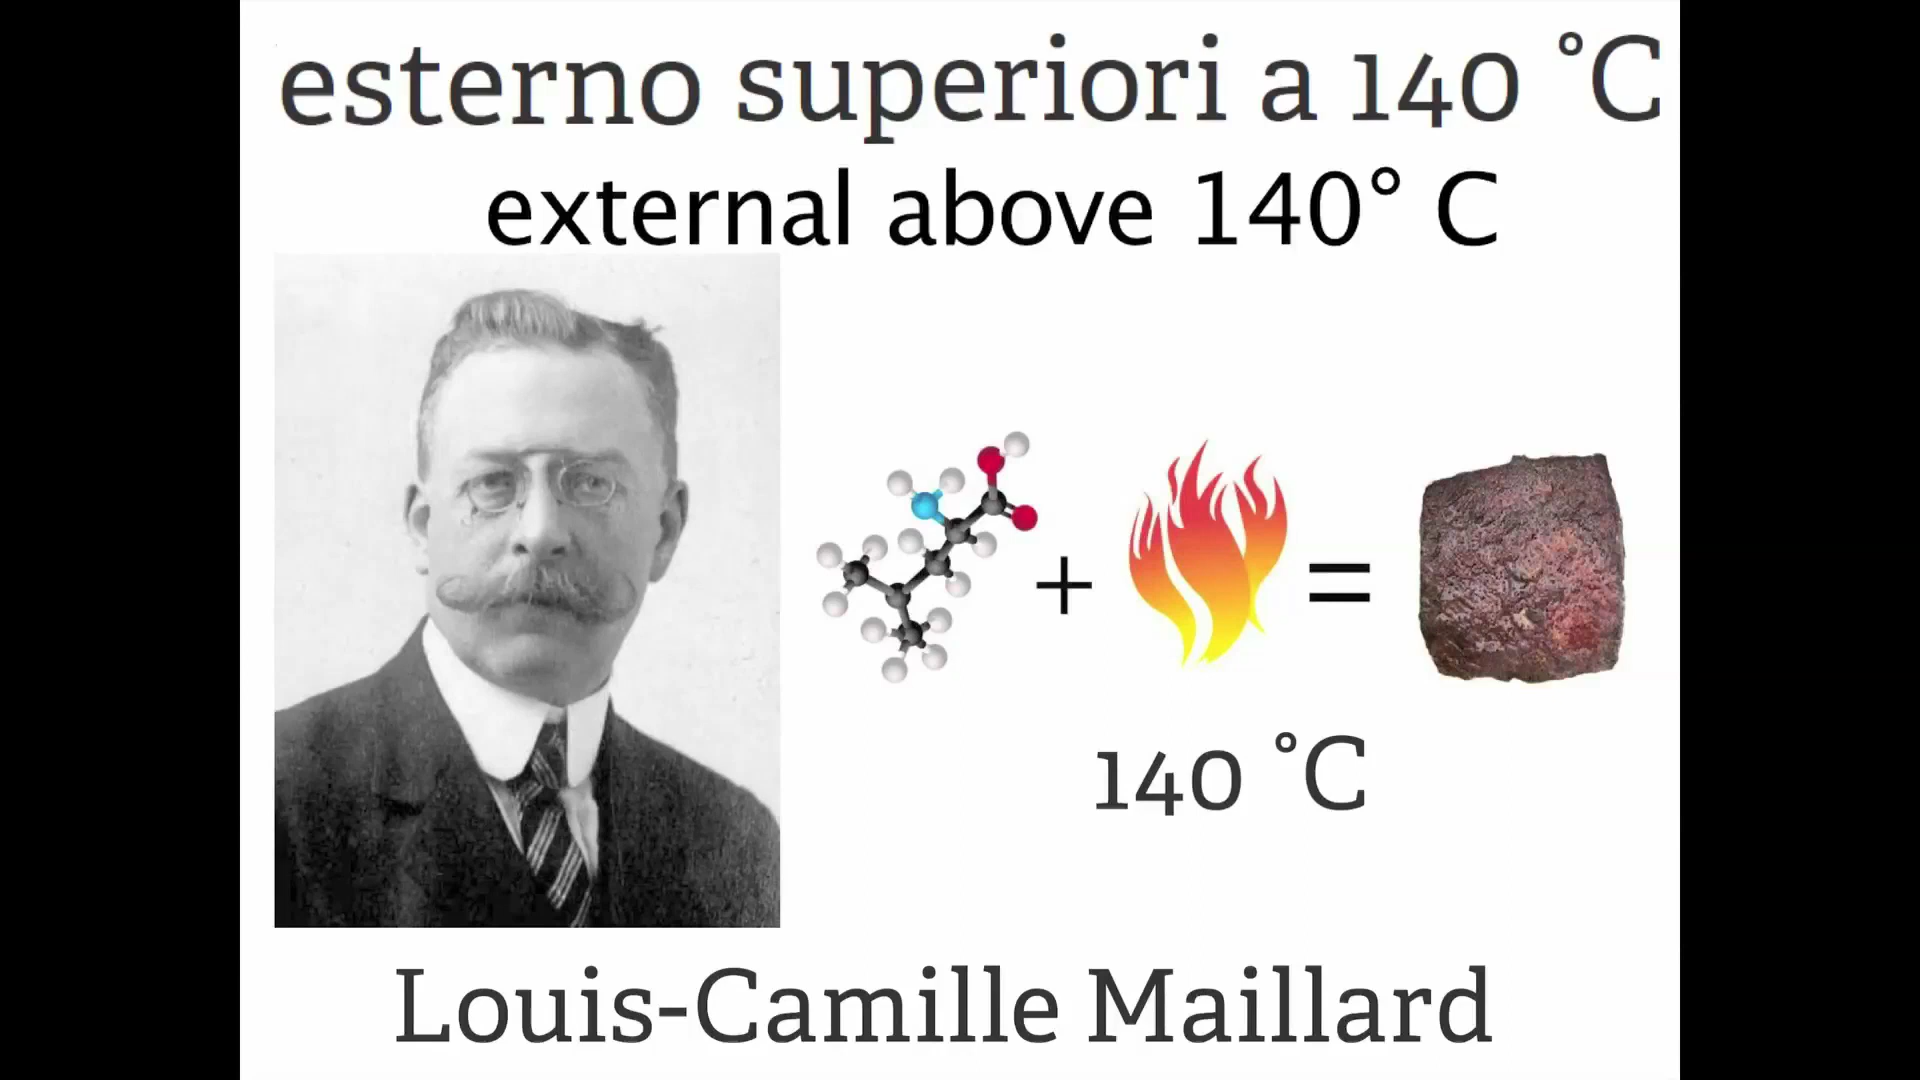 esterno superiori a 140 °C
external above 140° C
+ =
140 °C
Louis-Camille Maillard